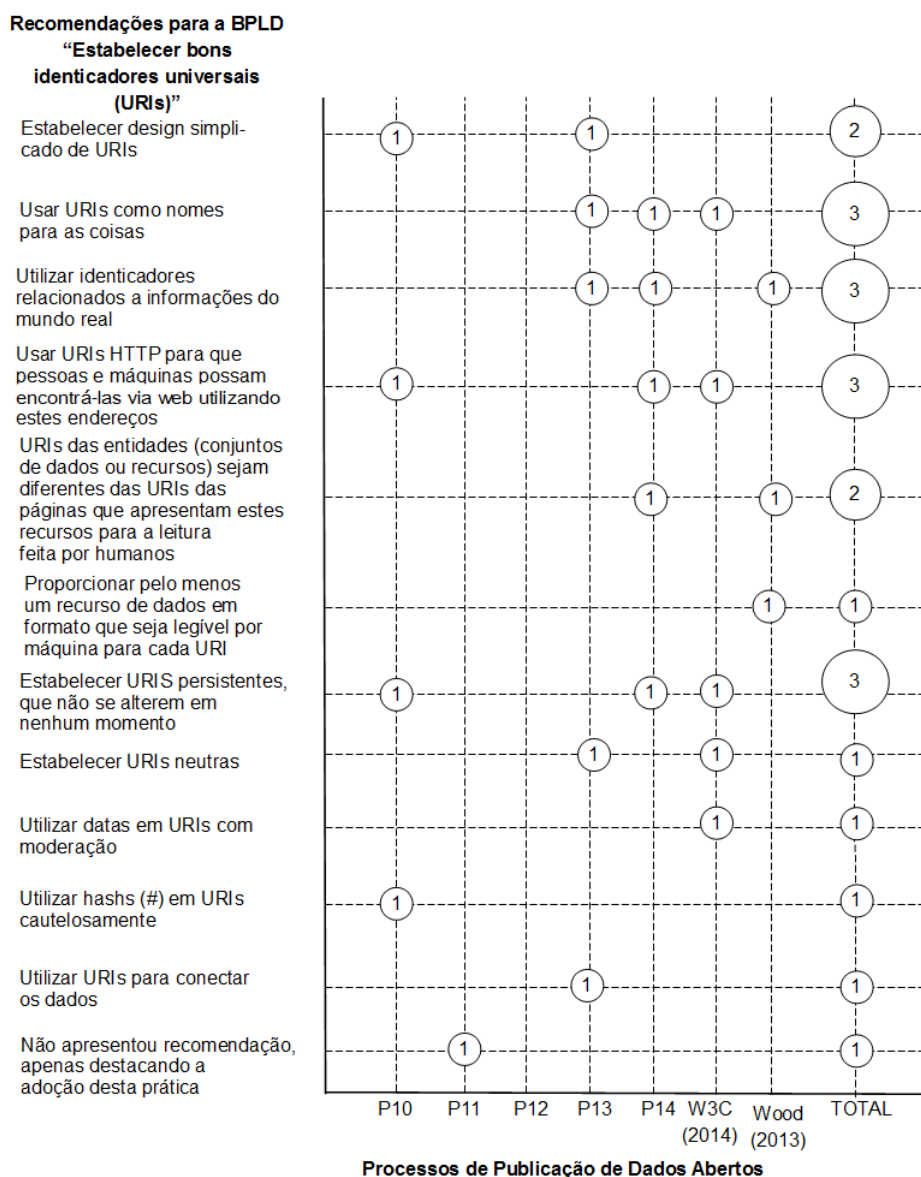 Recomendações para a BPLD
“Estabelecer bons
identicadores universais
(URIs)”
Estabelecer design simpli-
cado de URIs
1
1
2
Usar URIs como nomes
para as coisas
1
1
1
3
Utilizar identicadores
relacionados a informações do
mundo real
1
1
1
3
Usar URIs HTTP para que
pessoas e máquinas possam
encontrá-las via web utilizando
estes endereços
1
1
1
3
URIs das entidades (conjuntos
de dados ou recursos) sejam
diferentes das URIs das
páginas que apresentam estes
recursos para a leitura
feita por humanos
1
1
2
Proporcionar pelo menos
um recurso de dados em
formato que seja legível por
máquina para cada URI
1
1
Estabelecer URIS persistentes,
que não se alterem em
nenhum momento
1
1
1
3
Estabelecer URIs neutras
1
1
1
Utilizar datas em URIs com
moderação
1
1
Utilizar hashs (#) em URIs
cautelosamente
1
1
Utilizar URIs para conectar
os dados
1
1
Não apresentou recomendação,
apenas destacando a
adoção desta prática
1
1
P10 P11 P12 P13 P14 W3C Wood TOTAL
(2014) (2013)
Processos de Publicação de Dados Abertos